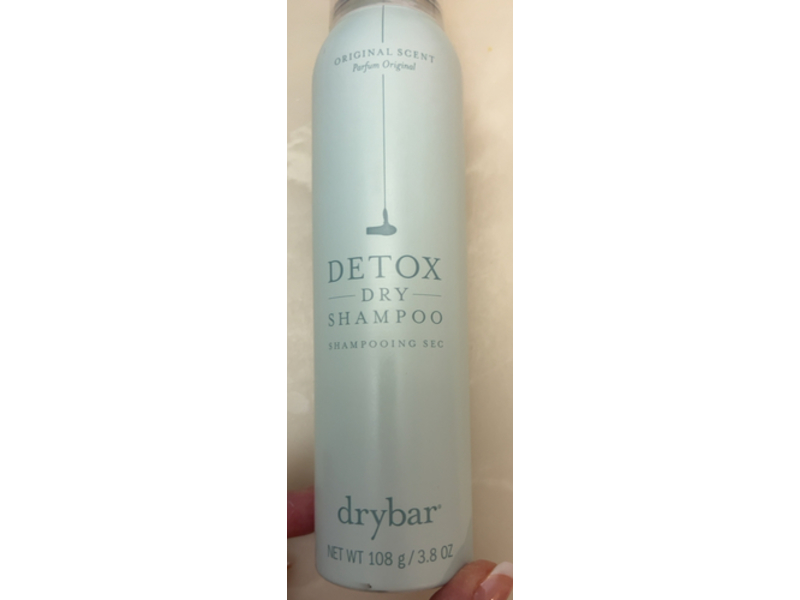 ORIGINAL SCENT
Parfum Original
DETOX
DRY
SHAMPOO
SHAMPOOING SEC
drybar®
NET WT 108 g / 3.8 OZ